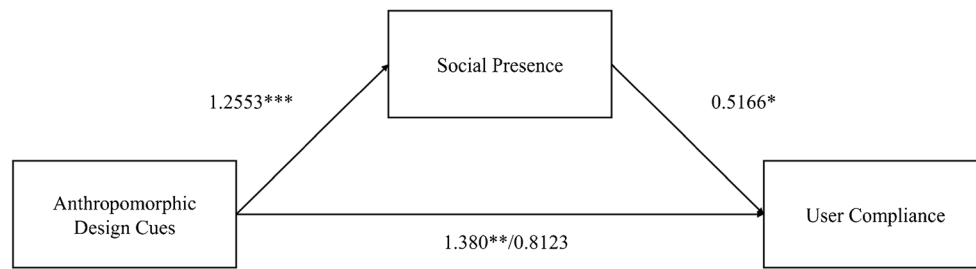 Social Presence
1.2553***
0.5166*
Anthropomorphic
Design Cues
User Compliance
1.380**/0.8123